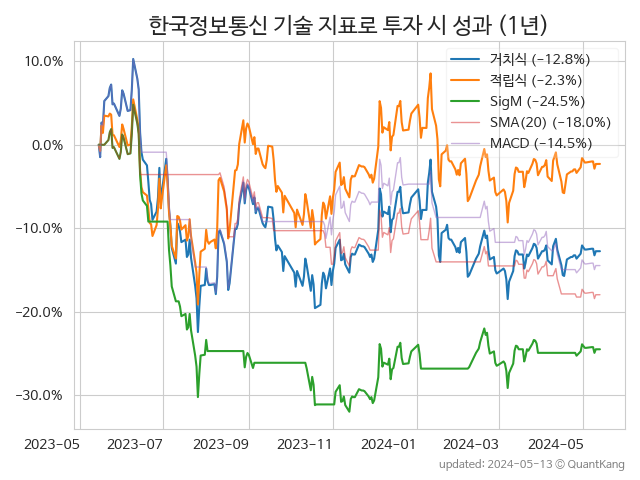 한국정보통신 기술 지표로 투자 시 성과 (1년)
거치식 (−12.8%)
적립식 (−2.3%)
SigM (−24.5%)
SMA(20) (−18.0%)
MACD (−14.5%)
10.0%
0.0%
−10.0%
−20.0%
−30.0%
2023-05 2023-07 2023-09 2023-11 2024-01 2024-03 2024-05
updated: 2024-05-13 © QuantKang